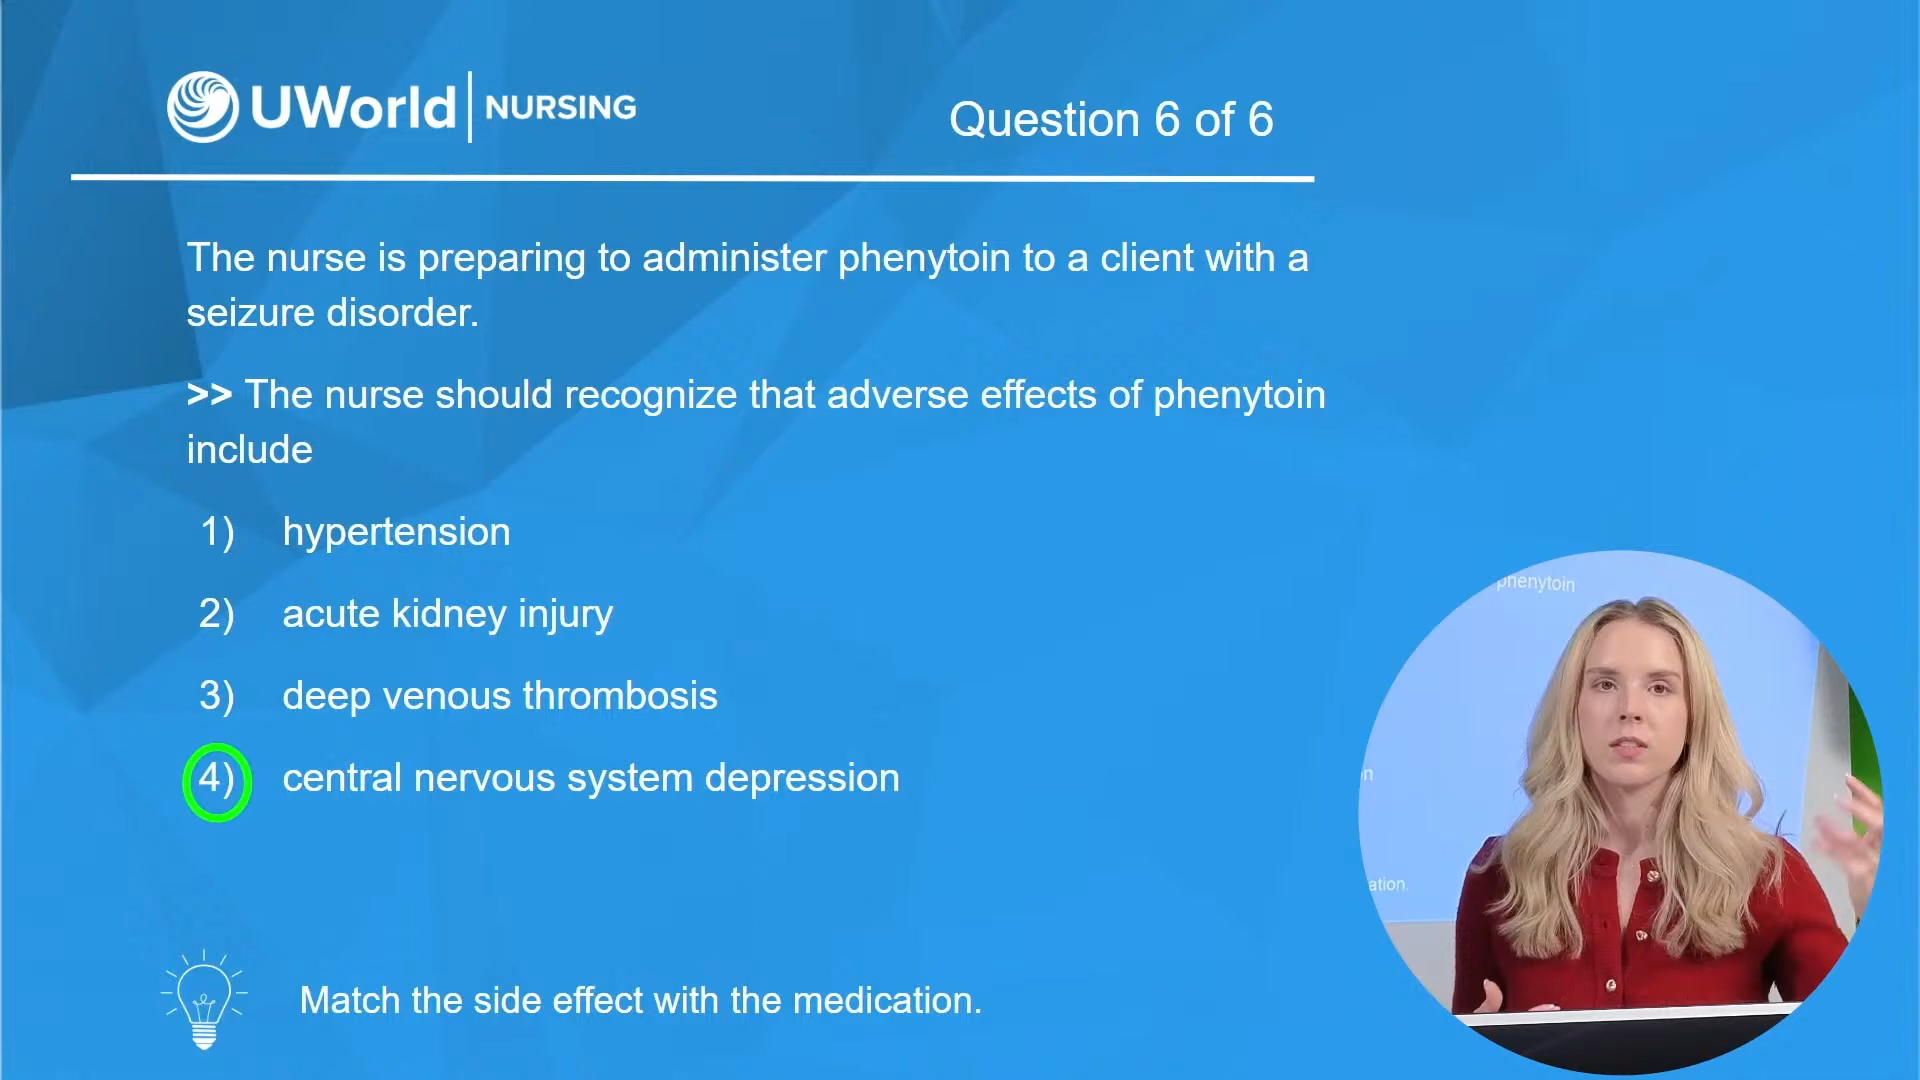 UWorld NURSING
Question 6 of 6
The nurse is preparing to administer phenytoin to a client with a
seizure disorder.
>> The nurse should recognize that adverse effects of phenytoin
include
1) hypertension
2) acute kidney injury
3) deep venous thrombosis
4) central nervous system depression
Match the side effect with the medication.
phenytoin
n
ation.